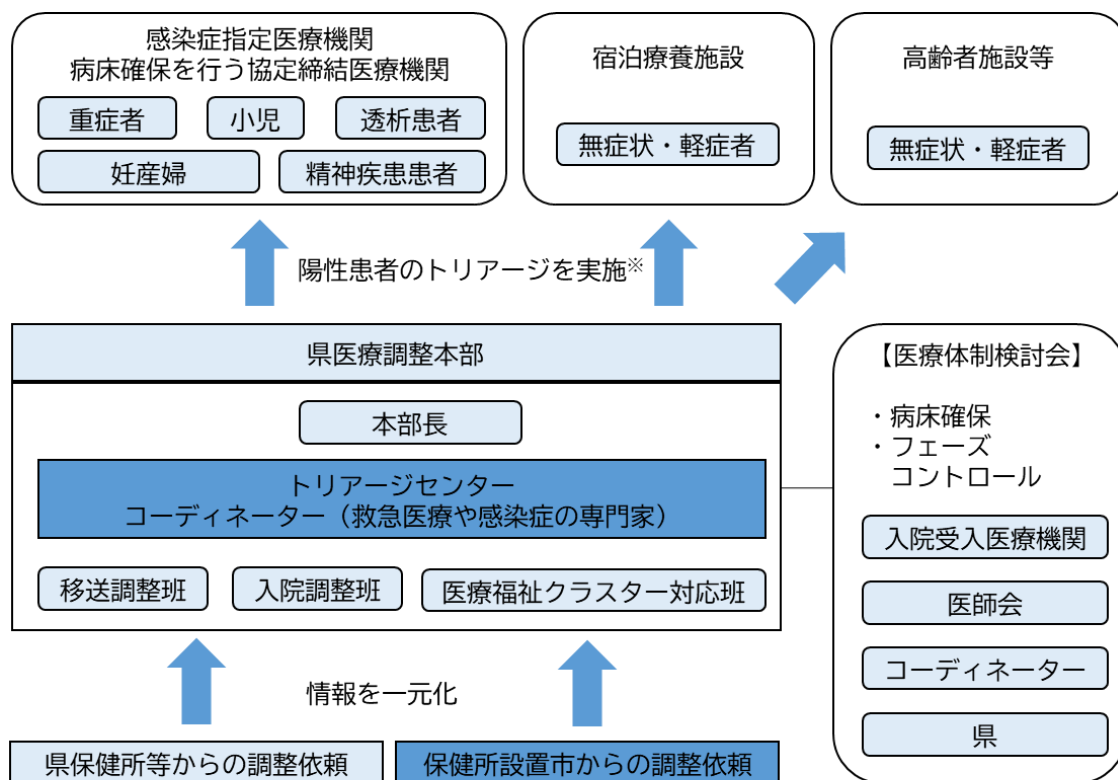 感染症指定医療機関
病床確保を行う協定締結医療機関
重症者
小児
透析患者
妊産婦
精神疾患患者
宿泊療養施設
無症状・軽症者
高齢者施設等
無症状・軽症者
陽性患者のトリアージを実施※
県医療調整本部
本部長
トリアージセンター
コーディネーター（救急医療や感染症の専門家）
移送調整班
入院調整班
医療福祉クラスター対応班
情報を一元化
県保健所等からの調整依頼
保健所設置市からの調整依頼
【医療体制検討会】
・病床確保
・フェーズ
コントロール
入院受入医療機関
医師会
コーディネーター
県